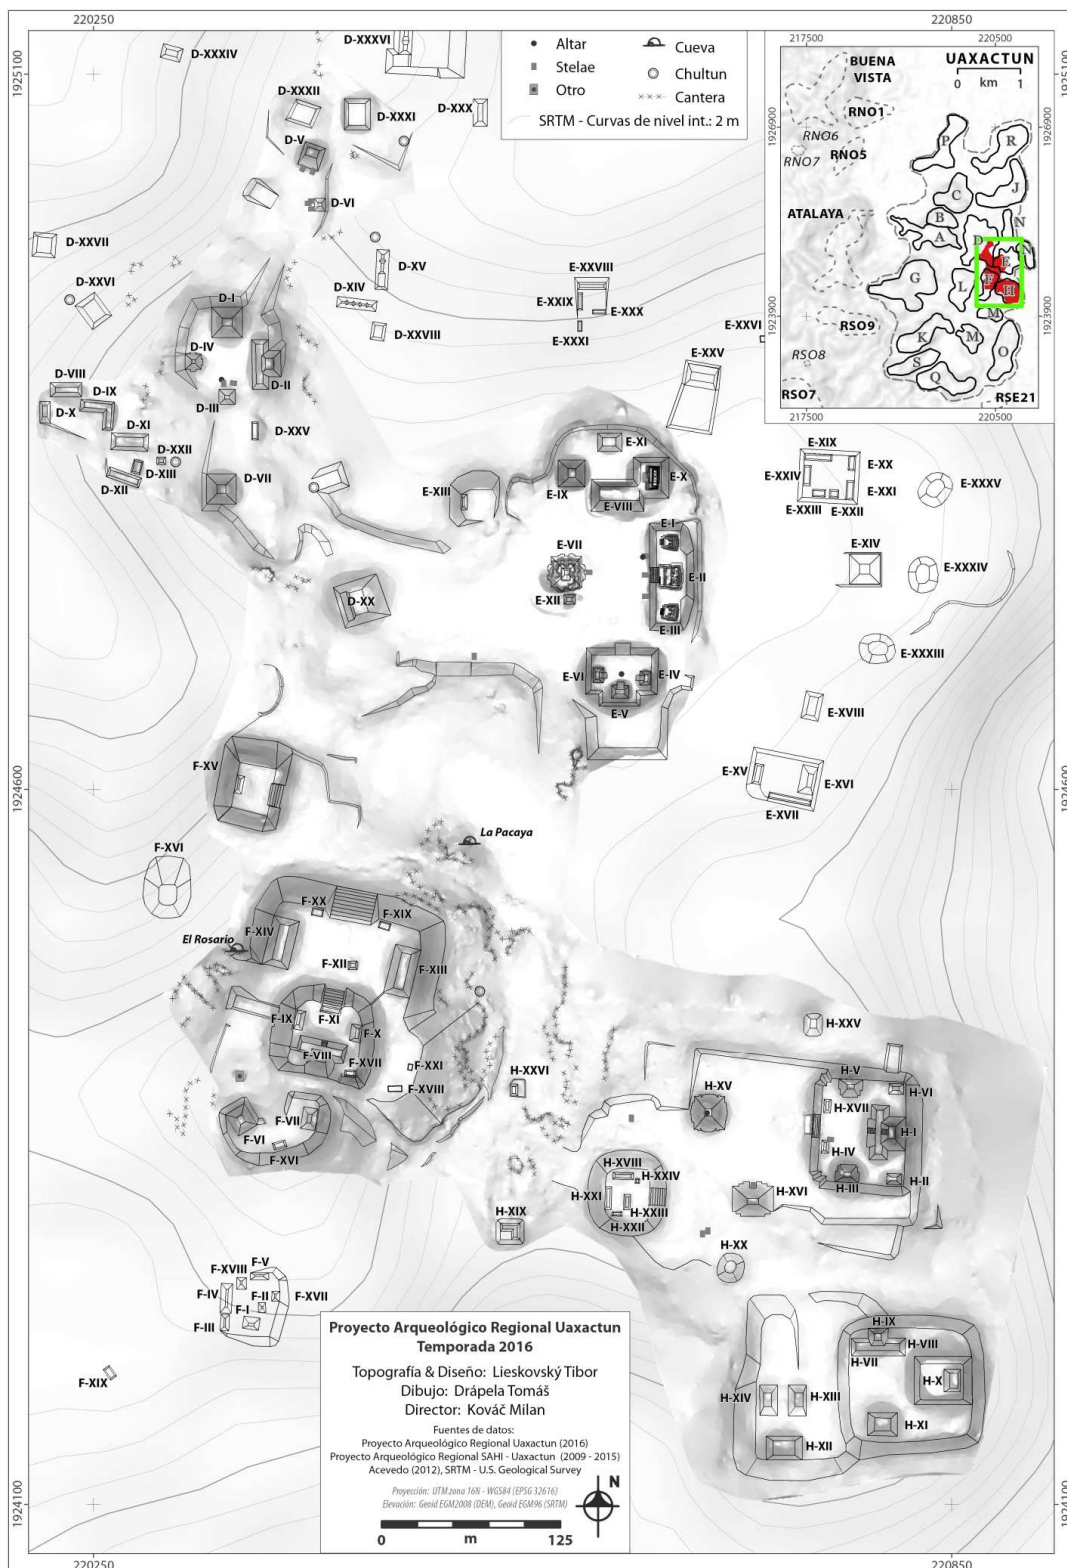 220250
220850
1925100
1925100
D-XXXIV
D-XXXVI
D-XXXII
D-XXXI
D-XXX
D-V
D-VI
Altar
Cueva
Stelae
Chultun
Otro
Cantera
SRTM - Curvas de nivel int.: 2 m
217500
220500
UAXACTUN
0 km 1
BUENA
VISTA
RNO1
RNO6
RNO7
RNO5
ATALAYA
RSO9
RSO8
RSO7
RSE21
1926900
1926900
1923900
1923900
P
R
C
J
B
A
N
D
E
N
G
L
F
H
M
K
M
O
S
Q
217500
220500
D-XXVII
D-XXVI
D-XV
D-XIV
D-XXVIII
E-XXVIII
E-XXIX
E-XXX
E-XXXI
E-XXVI
E-XXV
D-I
D-IV
D-II
D-III
D-VIII
D-IX
D-X
D-XI
D-XXV
D-XXII
D-XIII
D-XII
D-VII
E-XI
E-XIII
E-IX
E-X
E-VIII
E-XIX
E-XX
E-XXIV
E-XXI
E-XXIII
E-XXII
E-XXXV
E-I
E-VII
E-II
E-XII
E-III
E-XIV
E-XXXIV
D-XX
E-VI
E-IV
E-V
E-XXXIII
E-XVIII
E-XV
E-XVI
E-XVII
1924600
1924600
F-XV
La Pacaya
F-XVI
F-XX
F-XIX
F-XIV
El Rosario
F-XII
F-XIII
F-IX
F-XI
F-X
F-VIII
F-XVII
F-XXI
F-XVIII
F-VII
F-VI
F-XVI
H-XXV
H-XXVI
H-XV
H-V
H-VI
H-XVII
H-I
H-IV
H-II
H-III
H-XVIII
H-XXIV
H-XXI
H-XXIII
H-XXII
H-XVI
H-XIX
H-XX
F-XVIII
F-V
F-IV
F-II
F-XVII
F-I
F-III
F-XIX
H-IX
H-VIII
H-VII
H-X
H-XIV
H-XIII
H-XI
H-XII
Proyecto Arqueológico Regional Uaxactun
Temporada 2016
Topografía & Diseño: Lieskovský Tibor
Dibujo: Drápela Tomáš
Director: Kováč Milan
Fuentes de datos:
Proyecto Arqueológico Regional Uaxactun (2016)
Proyecto Arqueológico Regional SAHI - Uaxactun (2009 - 2015)
Acevedo (2012), SRTM - U.S. Geological Survey
Proyección: UTM zona 16N - WGS84 (EPSG 32616)
Elevación: Geoid EGM2008 (DEM), Geoid EGM96 (SRTM)
N
0 m 125
1924100
1924100
220250
220850